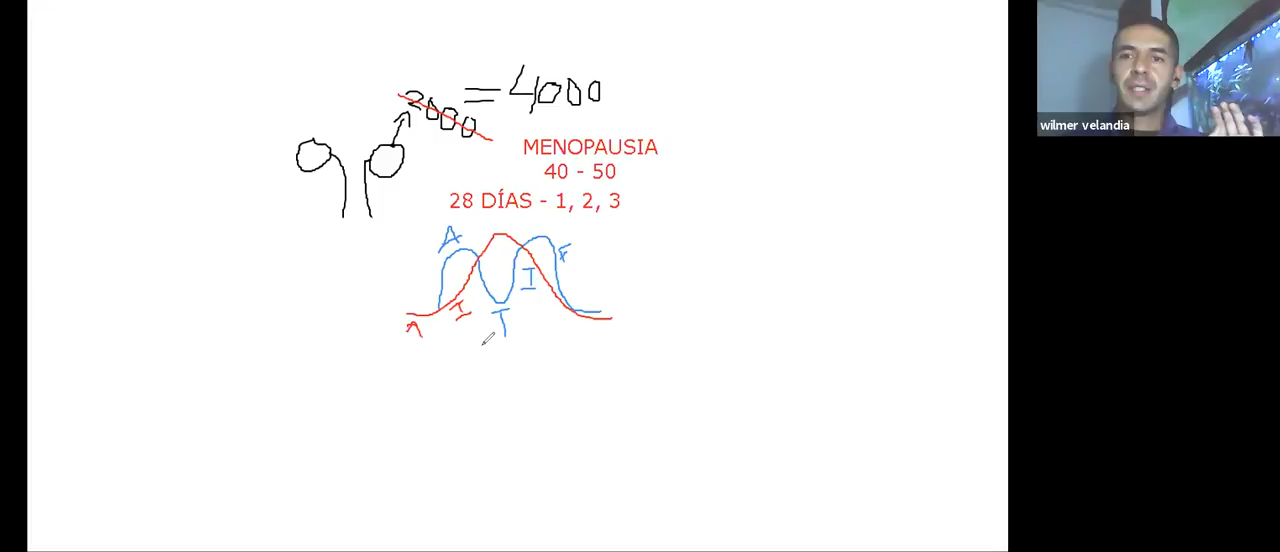 2000 = 4000
MENOPAUSIA
40 - 50
28 DÍAS - 1, 2, 3
A
F
I
I
T
wilmer velandia